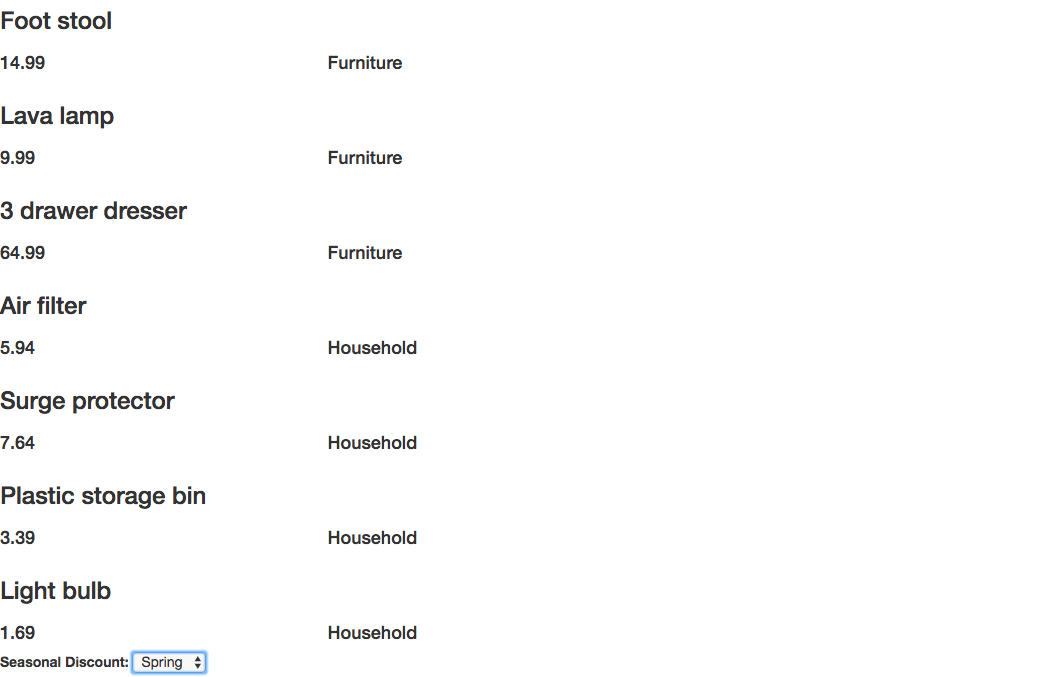 Foot stool
14.99 Furniture
Lava lamp
9.99 Furniture
3 drawer dresser
64.99 Furniture
Air filter
5.94 Household
Surge protector
7.64 Household
Plastic storage bin
3.39 Household
Light bulb
1.69 Household
Seasonal Discount: Spring